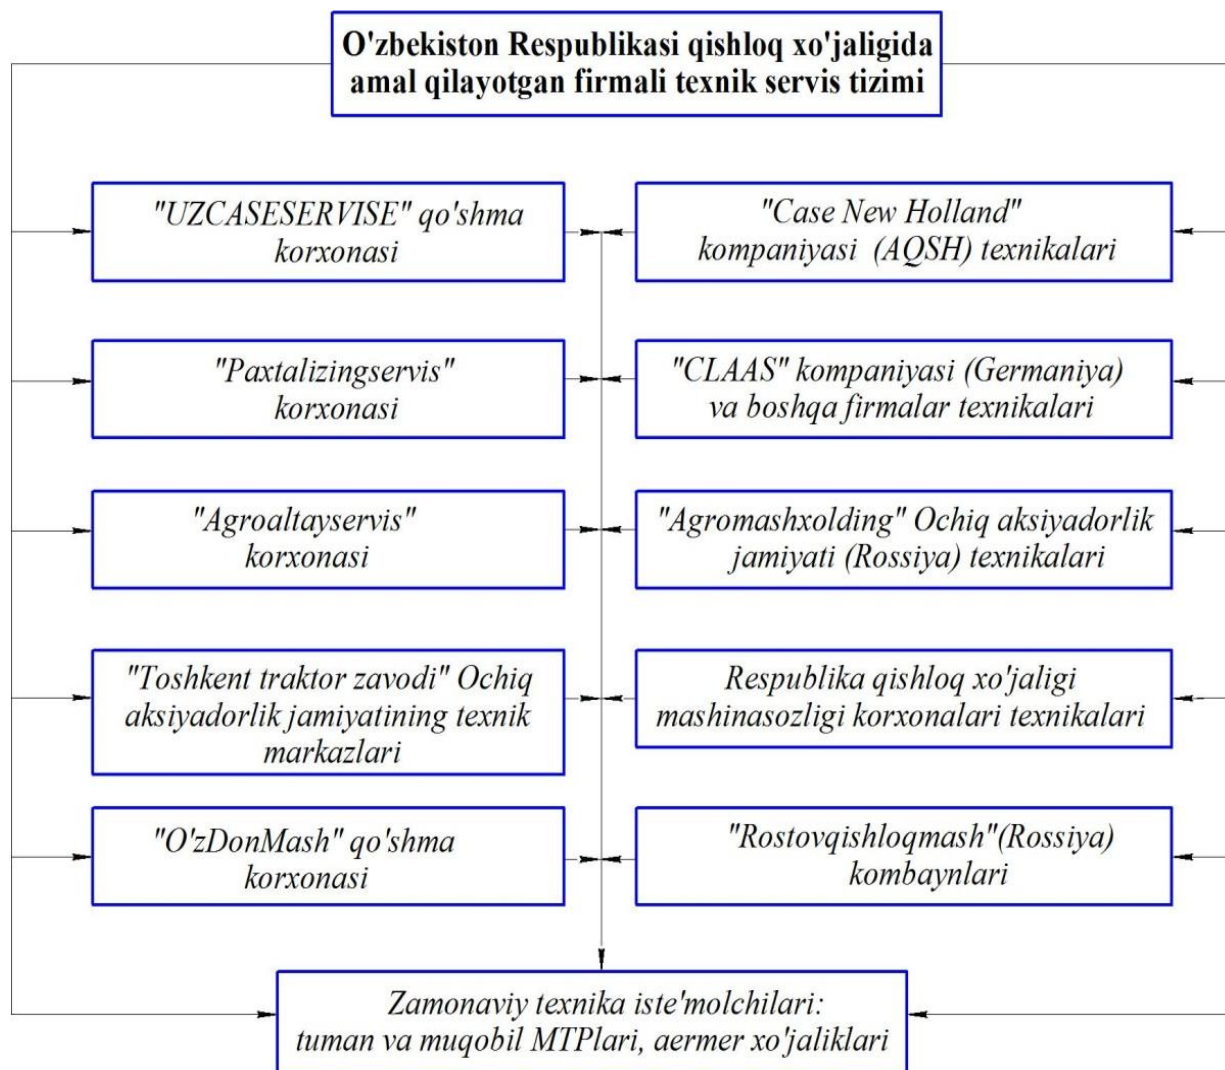 O'zbekiston Respublikasi qishloq xo'jaligida
amal qilayotgan firmali texnik servis tizimi
"UZCASESERVISE" qo'shma
korxonasi
"Case New Holland"
kompaniyasi (AQSH) texnikalari
"Paxtalizingservis"
korxonasi
"CLAAS" kompaniyasi (Germaniya)
va boshqa firmalar texnikalari
"Agroaltayservis"
korxonasi
"Agromashxolding" Ochiq aksiyadorlik
jamiyati (Rossiya) texnikalari
"Toshkent traktor zavodi" Ochiq
aksiyadorlik jamiyatining texnik
markazlari
Respublika qishloq xo'jaligi
mashinasozligi korxonalari texnikalari
"O'zDonMash" qo'shma
korxonasi
"Rostovqishloqmash"(Rossiya)
kombaynlari
Zamonaviy texnika iste'molchilari:
tuman va muqobil MTPlari, aermer xo'jaliklari